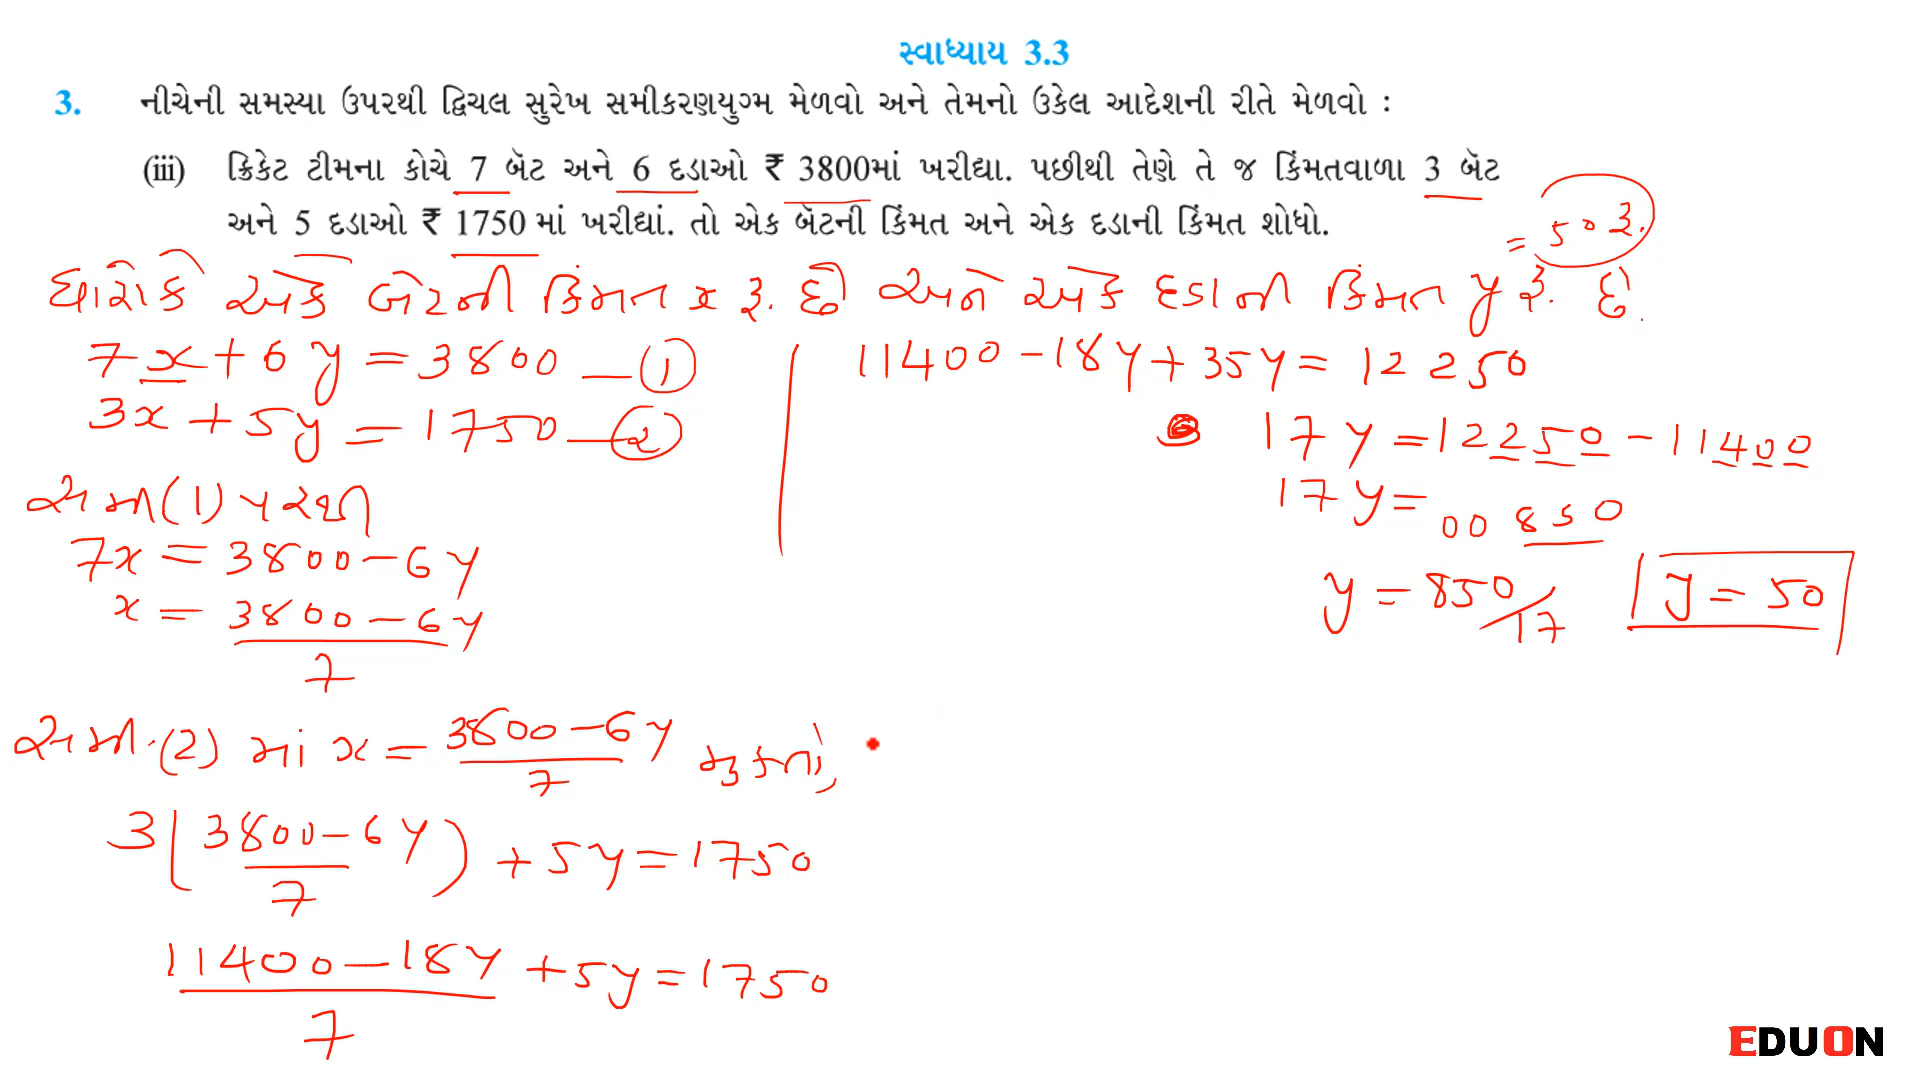 સ્વાધ્યાય 3.3
3. નીચેની સમસ્યા ઉપરથી દ્વિચલ સુરેખ સમીકરણયુગ્મ મેળવો અને તેમનો ઉકેલ આદેશની રીતે મેળવો :
(iii) ક્રિકેટ ટીમના કોચે 7 બૅટ અને 6 દડાઓ ₹ 3800માં ખરીદ્યા. પછીથી તેણે તે જ કિંમતવાળા 3 બૅટ
અને 5 દડાઓ ₹ 1750 માં ખરીદ્યાં. તો એક બૅટની કિંમત અને એક દડાની કિંમત શોધો.
= 50 રૂ.
ધારોકે એક બેટની કિંમત x રૂ. છે અને એક દડાની કિંમત y રૂ. છે.
7x + 6y = 3800 — (1)
3x + 5y = 1750 — (2)
સમી (1) પરથી
7x = 3800 - 6y
x = 3800 - 6y / 7
સમી. (2) માં x = 3800 - 6y / 7 મુકતાં,
3 (3800 - 6y / 7) + 5y = 1750
11400 - 18y / 7 + 5y = 1750
11400 - 18y + 35y = 12250
17y = 12250 - 11400
17y = 00850
y = 850/17 y = 50
EDUON